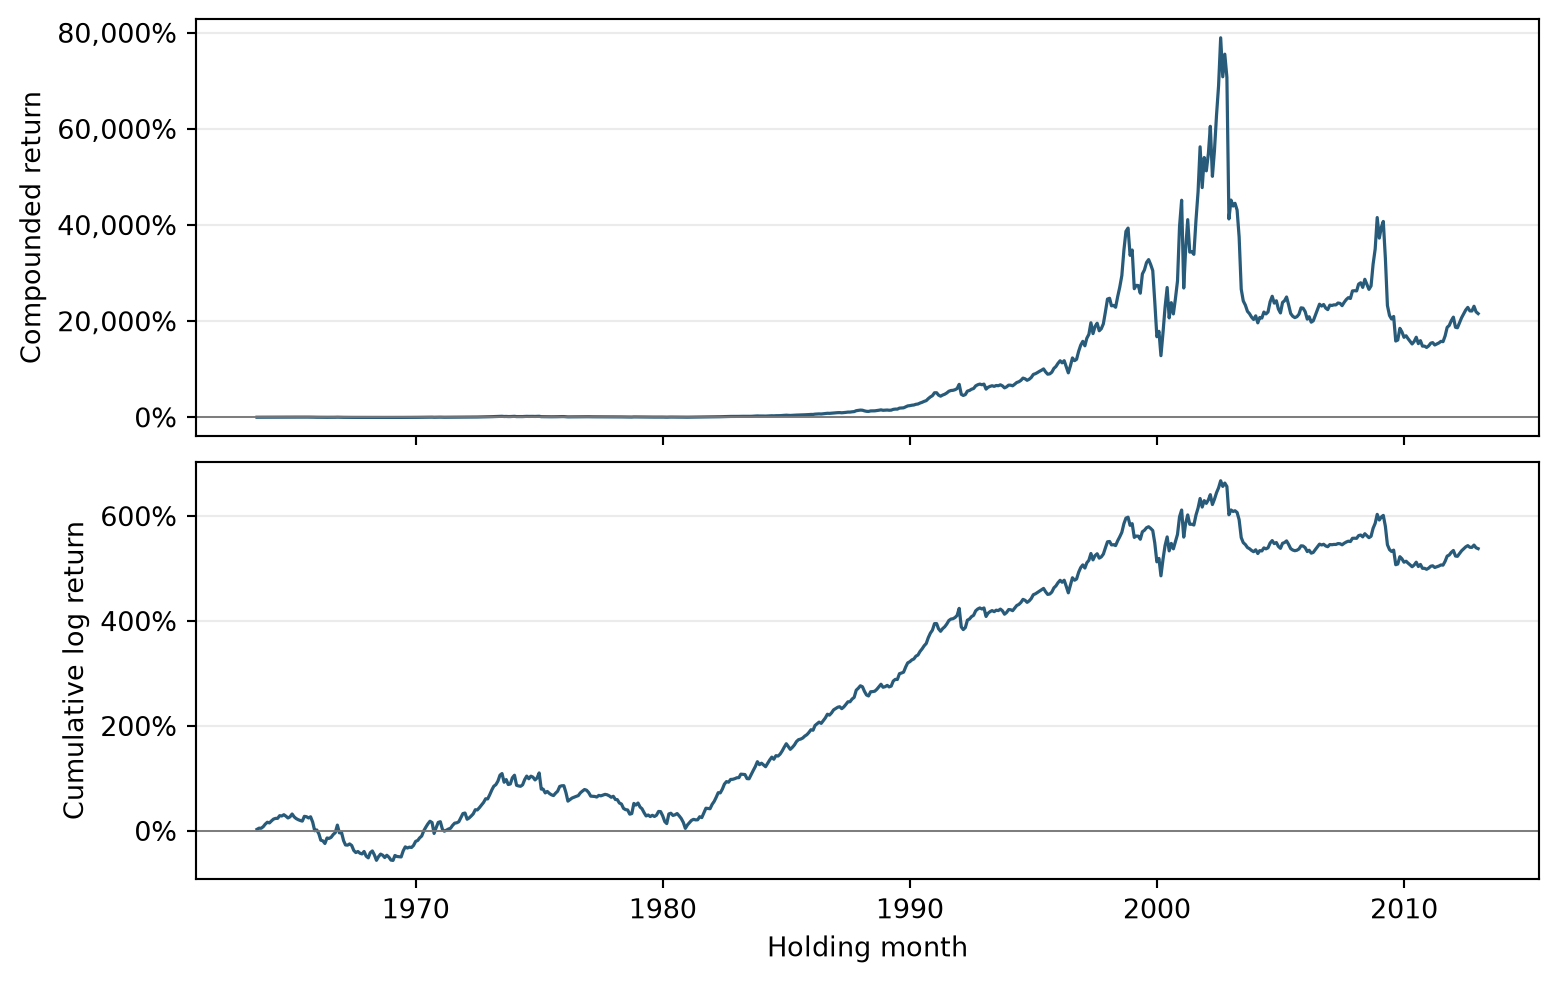 Compounded return
80,000%
60,000%
40,000%
20,000%
0%
Cumulative log return
600%
400%
200%
0%
1970 1980 1990 2000 2010
Holding month